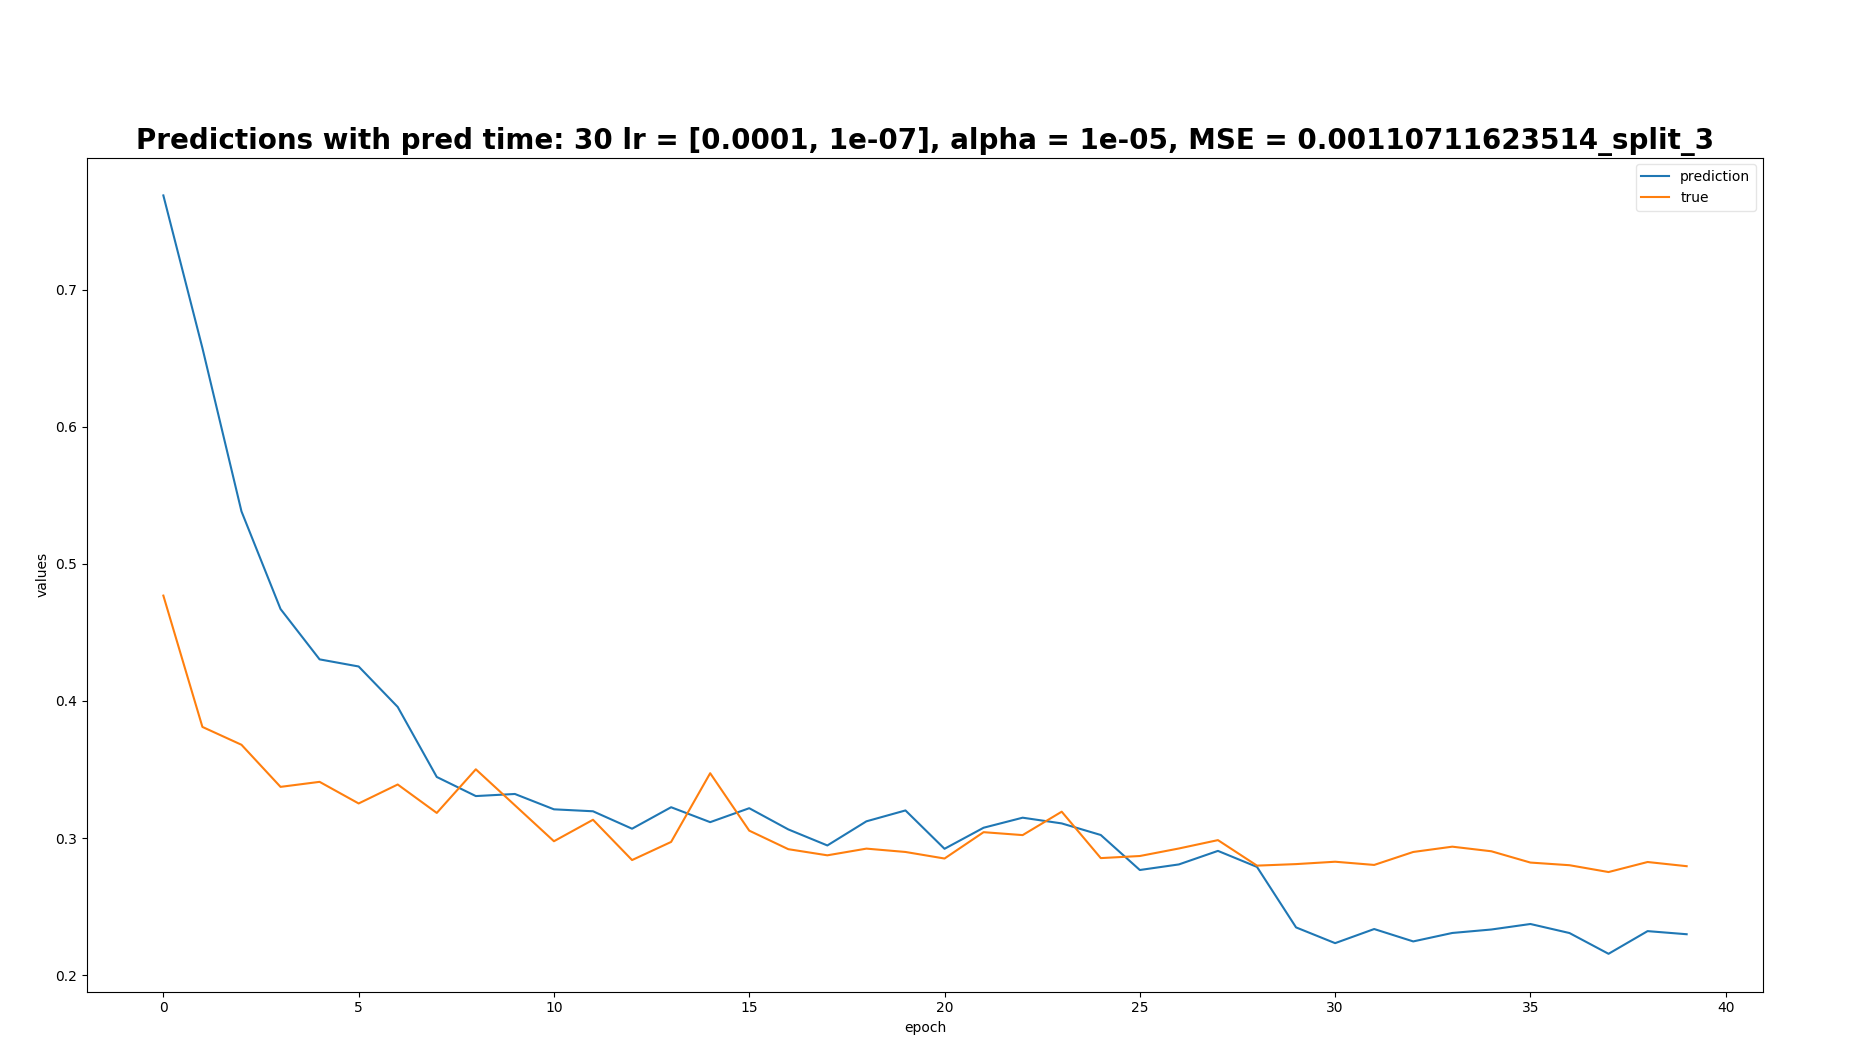 Predictions with pred time: 30 lr = [0.0001, 1e-07], alpha = 1e-05, MSE = 0.00110711623514_split_3
prediction
true
0.7
0.6
0.5
0.4
0.3
0.2
values
0 5 10 15 20 25 30 35 40
epoch